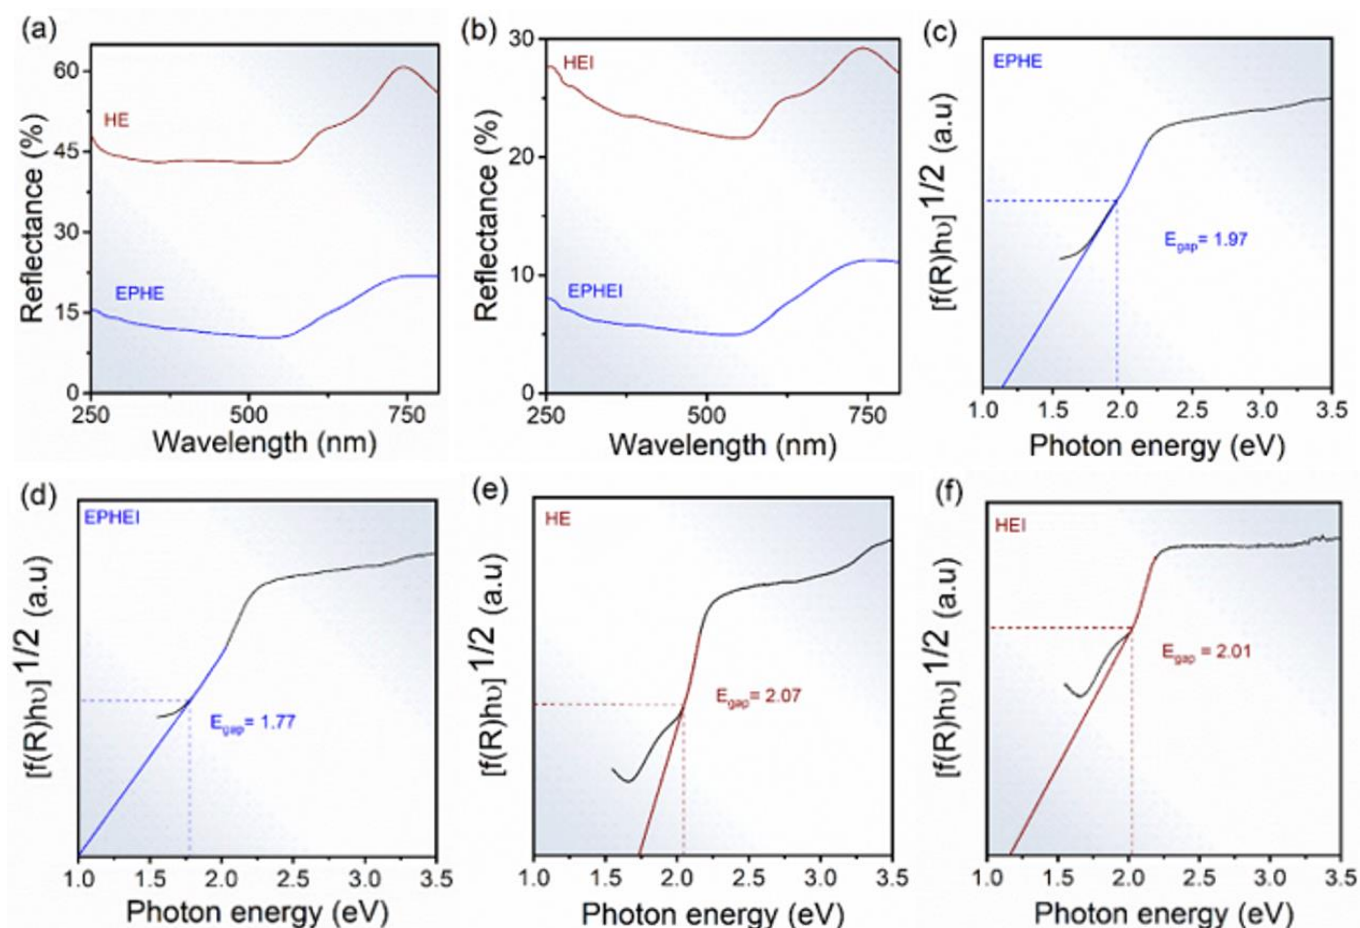 (a)
60
45
30
15
0
Reflectance (%)
HE
EPHE
250
500
750
Wavelength (nm)
(b)
30
20
10
0
Reflectance (%)
HEI
EPHEI
250
500
750
Wavelength (nm)
(c)
EPHE
[f(R)hυ] 1/2 (a.u)
Egap= 1.97
1.0 1.5 2.0 2.5 3.0 3.5
Photon energy (eV)
(d)
EPHEI
[f(R)hυ] 1/2 (a.u)
Egap= 1.77
1.0 1.5 2.0 2.5 3.0 3.5
Photon energy (eV)
(e)
HE
[f(R)hυ] 1/2 (a.u)
Egap= 2.07
1.0 1.5 2.0 2.5 3.0 3.5
Photon energy (eV)
(f)
HEI
[f(R)hυ] 1/2 (a.u)
Egap = 2.01
1.0 1.5 2.0 2.5 3.0 3.5
Photon energy (eV)